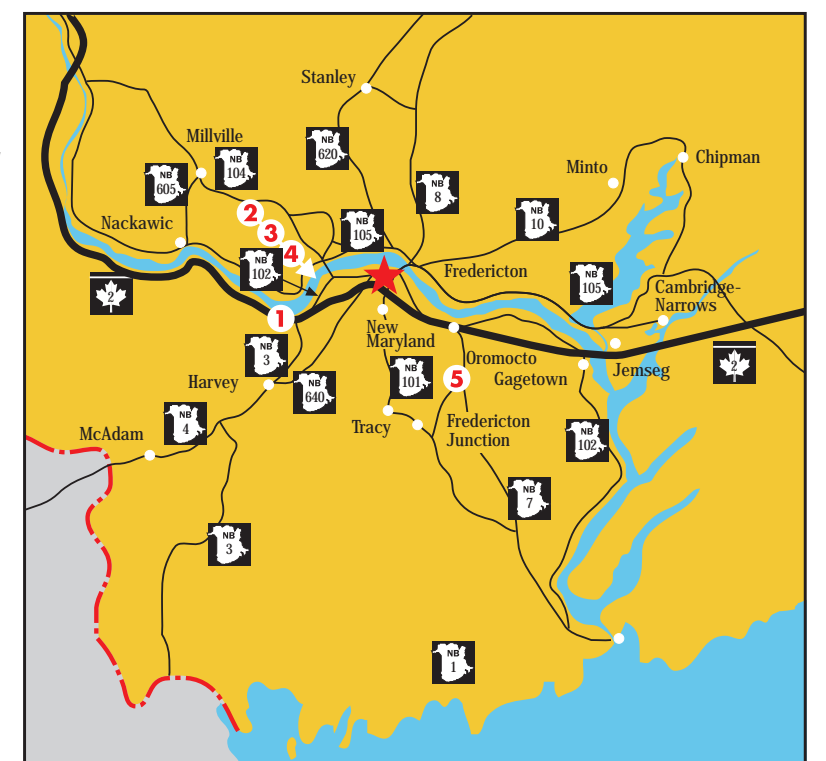 Stanley
Millville
NB
620
NB
104
NB
605
Minto
Chipman
NB
8
2
Nackawic
3
NB
105
NB
10
4
NB
102
Fredericton
NB
105
2
Cambridge-
Narrows
1
New
Maryland
NB
3
Oromocto
Jemseg
2
Harvey
NB
640
NB
101
5
Gagetown
NB
4
McAdam
Tracy
Fredericton
Junction
NB
102
NB
7
NB
3
NB
1